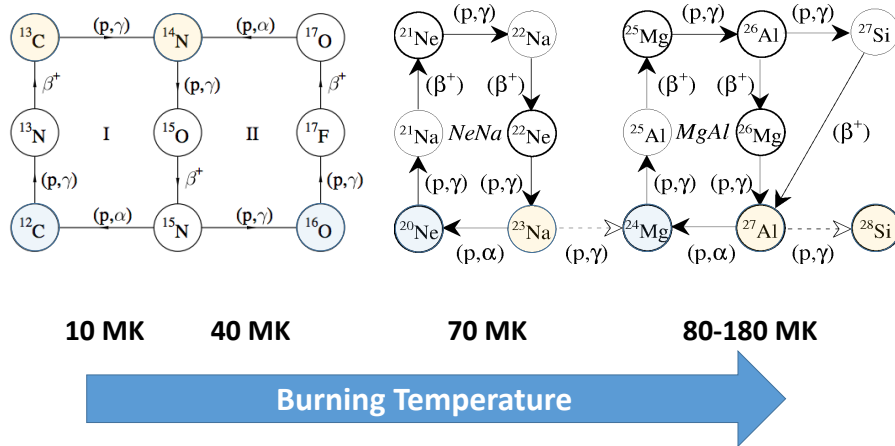 (p,γ) (p,α) (p,γ) (p,γ) (p,γ)
¹³C ¹⁴N ¹⁷O ²¹Ne ²²Na ²⁵Mg ²⁶Al ²⁷Si
β⁺ (p,γ) β⁺ (β⁺) (β⁺) (β⁺) (β⁺)
¹³N I ¹⁵O II ¹⁷F ²¹Na NeNa ²²Ne ²⁵Al MgAl ²⁶Mg (β⁺)
(p,γ) β⁺ (p,γ) (p,γ) (p,γ) (p,γ) (p,γ)
(p,α) (p,γ)
¹²C ¹⁵N ¹⁶O ²⁰Ne ²³Na ²⁴Mg ²⁷Al ²⁸Si
(p,α) (p,γ) (p,α) (p,γ)
10 MK 40 MK 70 MK 80-180 MK
Burning Temperature